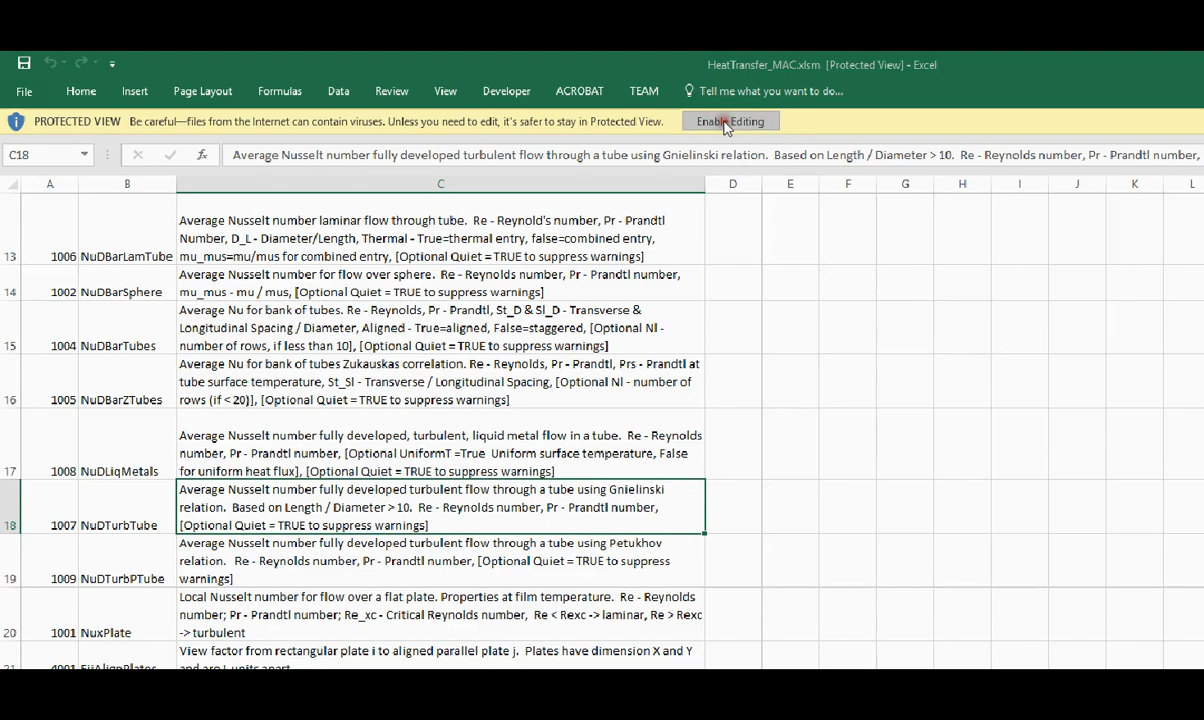 HeatTransfer_MAC.xlsm [Protected View] - Excel
File Home Insert Page Layout Formulas Data Review View Developer ACROBAT TEAM Tell me what you want to do...
PROTECTED VIEW Be careful—files from the Internet can contain viruses. Unless you need to edit, it's safer to stay in Protected View. Enable Editing
C18 fx Average Nusselt number fully developed turbulent flow through a tube using Gnielinski relation. Based on Length / Diameter > 10. Re - Reynolds number, Pr - Prandtl number,
A B C D E F G H I J K L
Average Nusselt number laminar flow through tube. Re - Reynold's number, Pr - Prandtl
Number, D_L - Diameter/Length, Thermal - True=thermal entry, false=combined entry,
13 1006 NuDBarLamTube mu_mus=mu/mus for combined entry, [Optional Quiet = TRUE to suppress warnings]
Average Nusselt number for flow over sphere. Re - Reynolds number, Pr - Prandtl number,
14 1002 NuDBarSphere mu_mus - mu / mus, [Optional Quiet = TRUE to suppress warnings]
Average Nu for bank of tubes. Re - Reynolds, Pr - Prandtl, St_D & Sl_D - Transverse &
Longitudinal Spacing / Diameter, Aligned - True=aligned, False=staggered, [Optional Nl -
15 1004 NuDBarTubes number of rows, if less than 10], [Optional Quiet = TRUE to suppress warnings]
Average Nu for bank of tubes Zukauskas correlation. Re - Reynolds, Pr - Prandtl, Prs - Prandtl at
tube surface temperature, St_Sl - Transverse / Longitudinal Spacing, [Optional Nl - number of
16 1005 NuDBarZTubes rows (if < 20)], [Optional Quiet = TRUE to suppress warnings]
Average Nusselt number fully developed, turbulent, liquid metal flow in a tube. Re - Reynolds
number, Pr - Prandtl number, [Optional UniformT =True Uniform surface temperature, False
17 1008 NuDLiqMetals for uniform heat flux], [Optional Quiet = TRUE to suppress warnings]
Average Nusselt number fully developed turbulent flow through a tube using Gnielinski
relation. Based on Length / Diameter > 10. Re - Reynolds number, Pr - Prandtl number,
18 1007 NuDTurbTube [Optional Quiet = TRUE to suppress warnings]
Average Nusselt number fully developed turbulent flow through a tube using Petukhov
relation. Re - Reynolds number, Pr - Prandtl number, [Optional Quiet = TRUE to suppress
19 1009 NuDTurbPTube warnings]
Local Nusselt number for flow over a flat plate. Properties at film temperature. Re - Reynolds
number; Pr - Prandtl number; Re_xc - Critical Reynolds number, Re < Rexc -> laminar, Re > Rexc
20 1001 NuxPlate -> turbulent
View factor from rectangular plate i to aligned parallel plate j. Plates have dimension X and Y
21 4001 FijAlignPlates and are L units apart